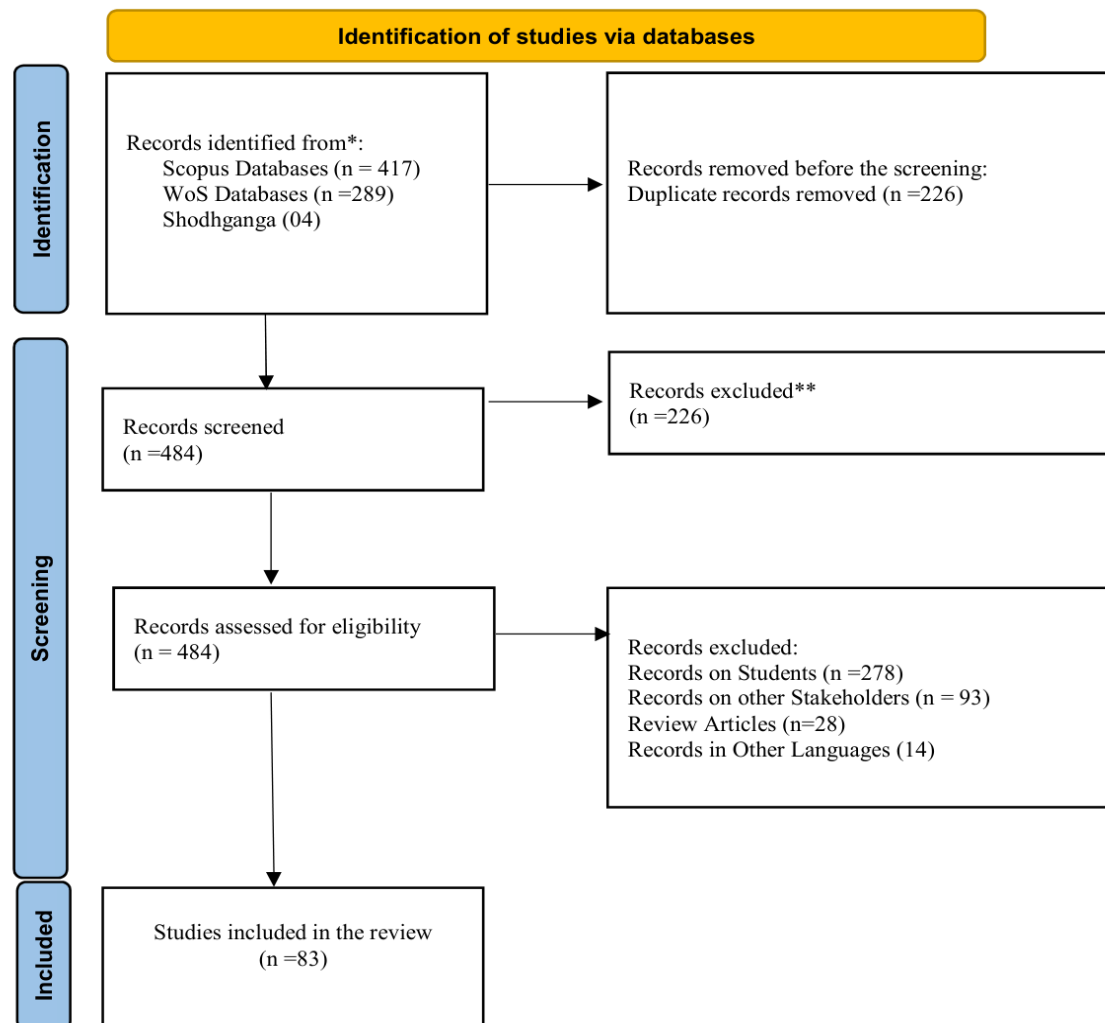 Identification of studies via databases
Identification
Records identified from*:
Scopus Databases (n = 417)
WoS Databases (n =289)
Shodhganga (04)
Records removed before the screening:
Duplicate records removed (n =226)
Screening
Records screened
(n =484)
Records excluded**
(n =226)
Records assessed for eligibility
(n = 484)
Records excluded:
Records on Students (n =278)
Records on other Stakeholders (n = 93)
Review Articles (n=28)
Records in Other Languages (14)
Included
Studies included in the review
(n =83)